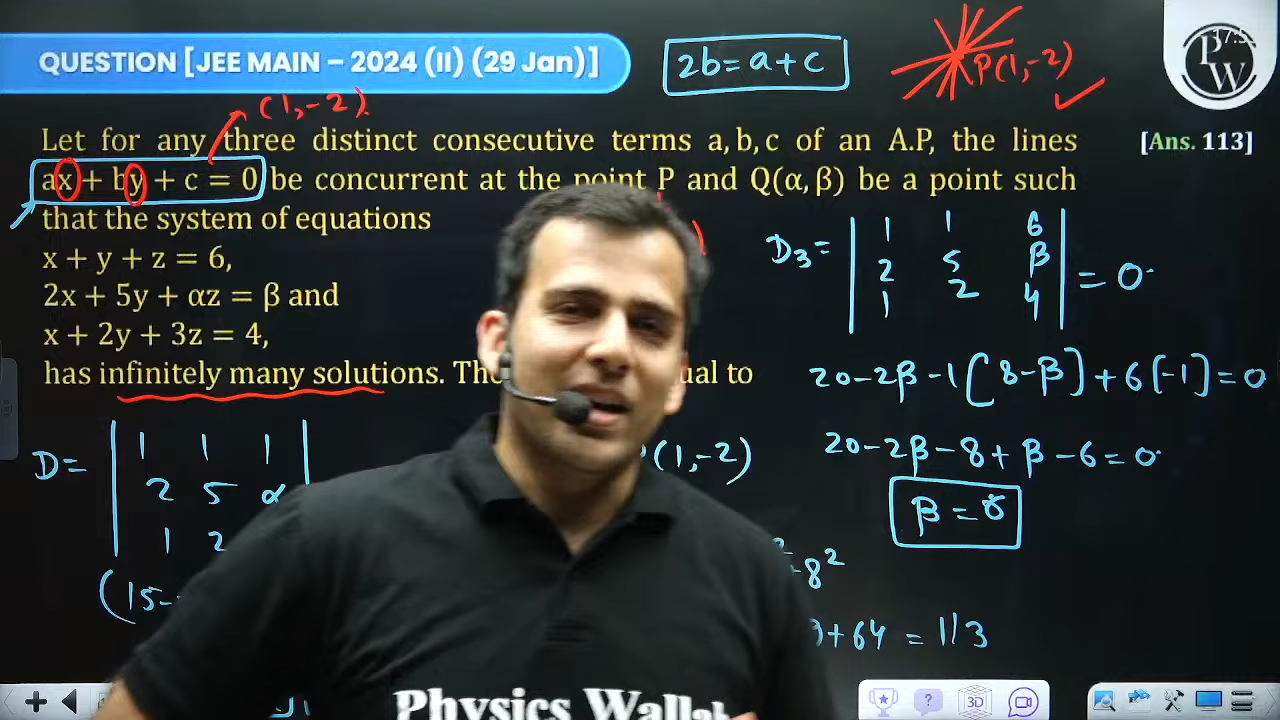 QUESTION [JEE MAIN – 2024 (II) (29 Jan)]
2b = a + c
P(1,-2)
PW
(1,-2)
Let for any three distinct consecutive terms a, b, c of an A.P, the lines
[Ans. 113]
ax + by + c = 0 be concurrent at the point P and Q(α, β) be a point such
that the system of equations
x + y + z = 6,
2x + 5y + αz = β and
x + 2y + 3z = 4,
has infinitely many solutions. ual to
D₃ = | 1 1 6
2 5 β
1 2 4 | = 0
20-2β-1[8-β]+6[-1]=0
20-2β-8+β-6=0
β = 
D = | 1 1 1 |
2 5 α
1 2
(1,-2)
(15-
8²
+64 = 113
Physics Wallah
3D